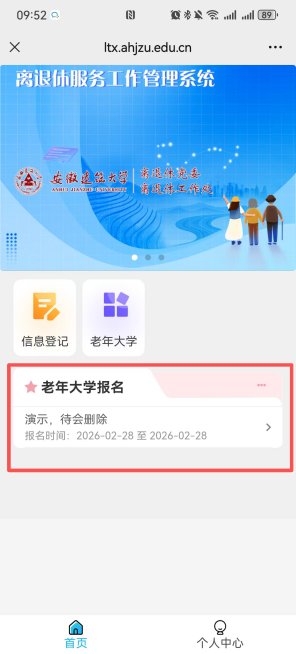 09:52
89
ltx.ahjzu.edu.cn
离退休服务工作管理系统
安徽建筑大学
ANHUI JIANZHU UNIVERSITY
离退休党委
离退休工作处
信息登记
老年大学
老年大学报名
演示，待会删除
报名时间：2026-02-28 至 2026-02-28
首页
个人中心